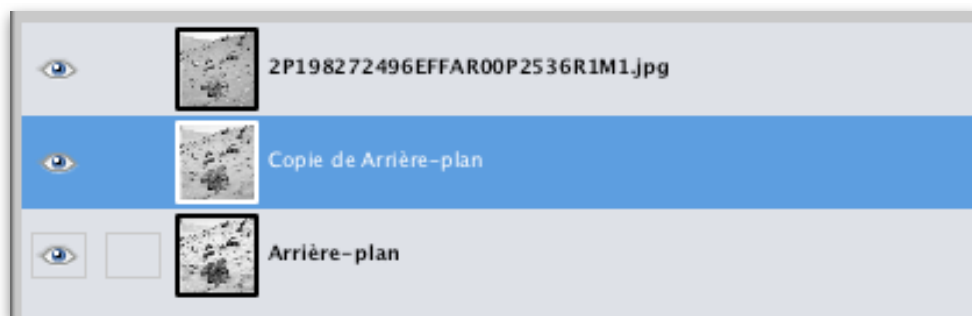 2P198272496EFFAR00P2536R1M1.jpg
Copie de Arrière-plan
Arrière-plan